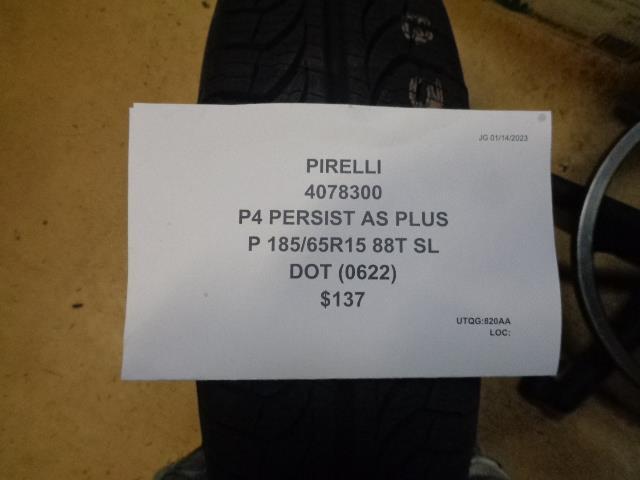 JG 01/14/2023
PIRELLI
4078300
P4 PERSIST AS PLUS
P 185/65R15 88T SL
DOT (0622)
$137
UTQG:820AA
LOC: